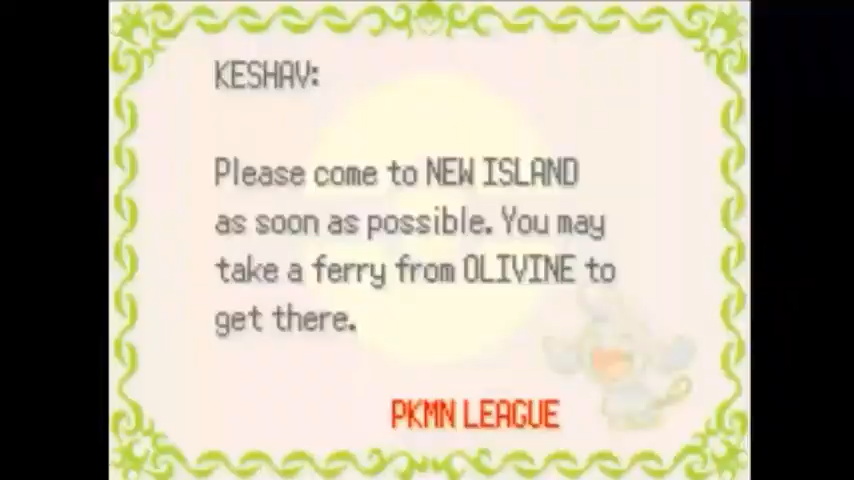 KESHAV:
Please come to NEW ISLAND
as soon as possible. You may
take a ferry from OLIVINE to
get there.
PKMN LEAGUE